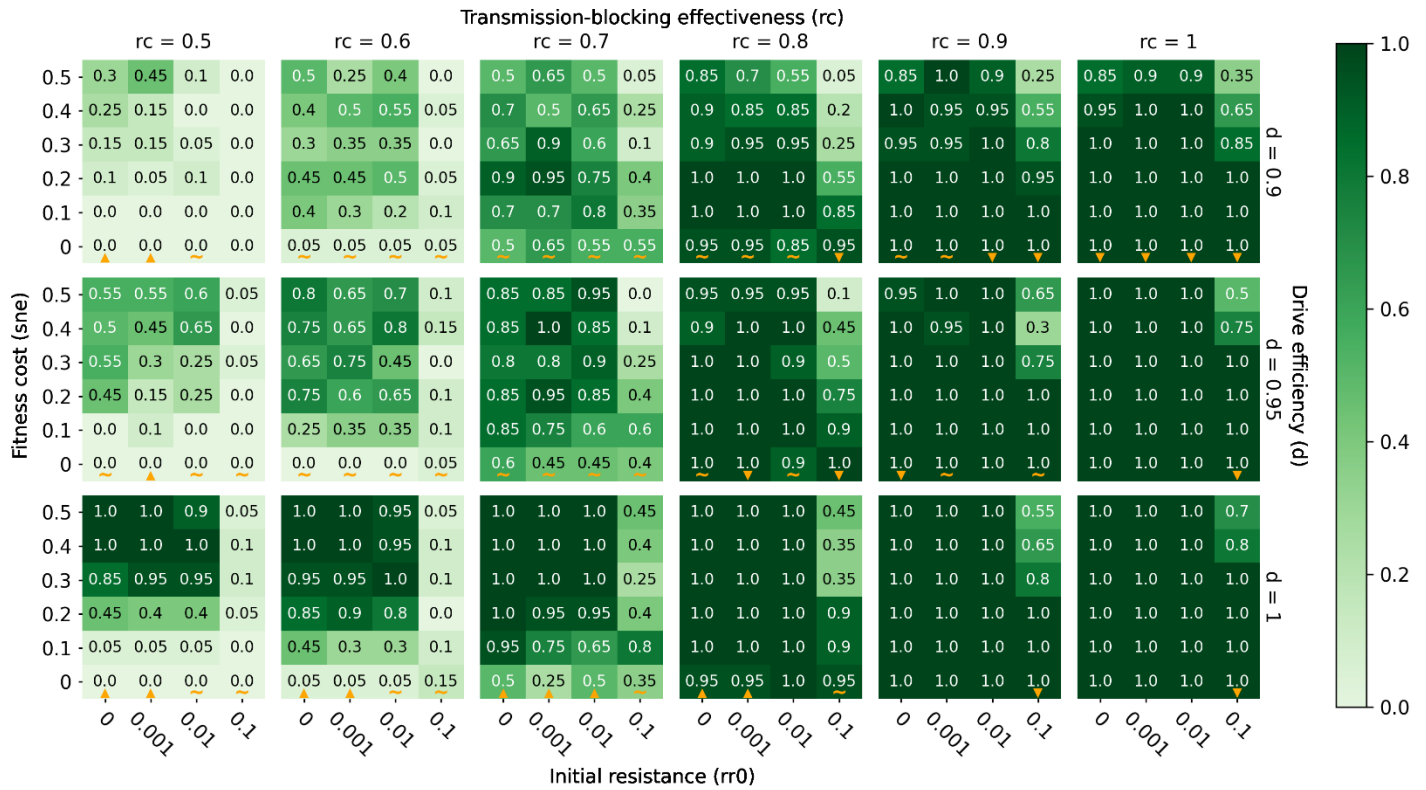 Transmission-blocking effectiveness (rc)
rc = 0.5 rc = 0.6 rc = 0.7 rc = 0.8 rc = 0.9 rc = 1
0.5 0.3 0.45 0.1 0.0 0.5 0.25 0.4 0.0 0.5 0.65 0.5 0.05 0.85 0.7 0.55 0.05 0.85 1.0 0.9 0.25 0.85 0.9 0.9 0.35
0.4 0.25 0.15 0.0 0.0 0.4 0.5 0.55 0.05 0.7 0.5 0.65 0.25 0.9 0.85 0.85 0.2 1.0 0.95 0.95 0.55 0.95 1.0 1.0 0.65
0.3 0.15 0.15 0.05 0.0 0.3 0.35 0.35 0.0 0.65 0.9 0.6 0.1 0.9 0.95 0.95 0.25 0.95 0.95 1.0 0.8 1.0 1.0 1.0 0.85
0.2 0.1 0.05 0.1 0.0 0.45 0.45 0.5 0.05 0.9 0.95 0.75 0.4 1.0 1.0 1.0 0.55 1.0 1.0 1.0 0.95 1.0 1.0 1.0 1.0
0.1 0.0 0.0 0.0 0.0 0.4 0.3 0.2 0.1 0.7 0.7 0.8 0.35 1.0 1.0 1.0 0.85 1.0 1.0 1.0 1.0 1.0 1.0 1.0 1.0
0 0.0 0.0 0.0 0.0 0.05 0.05 0.05 0.05 0.5 0.65 0.55 0.55 0.95 0.95 0.85 0.95 1.0 1.0 1.0 1.0 1.0 1.0 1.0 1.0
d = 0.9
0.5 0.55 0.55 0.6 0.05 0.8 0.65 0.7 0.1 0.85 0.85 0.95 0.0 0.95 0.95 0.95 0.1 0.95 1.0 1.0 0.65 1.0 1.0 1.0 0.5
0.4 0.5 0.45 0.65 0.0 0.75 0.65 0.8 0.15 0.85 1.0 0.85 0.1 0.9 1.0 1.0 0.45 1.0 0.95 1.0 0.3 1.0 1.0 1.0 0.75
0.3 0.55 0.3 0.25 0.05 0.65 0.75 0.45 0.0 0.8 0.8 0.9 0.25 1.0 1.0 0.9 0.5 1.0 1.0 1.0 0.75 1.0 1.0 1.0 1.0
0.2 0.45 0.15 0.25 0.0 0.75 0.6 0.65 0.1 0.85 0.95 0.85 0.4 1.0 1.0 1.0 0.75 1.0 1.0 1.0 1.0 1.0 1.0 1.0 1.0
0.1 0.0 0.1 0.0 0.0 0.25 0.35 0.35 0.1 0.85 0.75 0.6 0.6 1.0 1.0 1.0 0.9 1.0 1.0 1.0 1.0 1.0 1.0 1.0 1.0
0 0.0 0.0 0.0 0.0 0.0 0.0 0.0 0.05 0.6 0.45 0.45 0.4 1.0 1.0 0.9 1.0 1.0 1.0 1.0 1.0 1.0 1.0 1.0 1.0
d = 0.95
0.5 1.0 1.0 0.9 0.05 1.0 1.0 0.95 0.05 1.0 1.0 1.0 0.45 1.0 1.0 1.0 0.45 1.0 1.0 1.0 0.55 1.0 1.0 1.0 0.7
0.4 1.0 1.0 1.0 0.1 1.0 1.0 0.95 0.1 1.0 1.0 1.0 0.4 1.0 1.0 1.0 0.35 1.0 1.0 1.0 0.65 1.0 1.0 1.0 0.8
0.3 0.85 0.95 0.95 0.1 0.95 0.95 1.0 0.1 1.0 1.0 1.0 0.25 1.0 1.0 1.0 0.35 1.0 1.0 1.0 0.8 1.0 1.0 1.0 1.0
0.2 0.45 0.4 0.4 0.05 0.85 0.9 0.8 0.0 1.0 0.95 0.95 0.4 1.0 1.0 1.0 0.9 1.0 1.0 1.0 1.0 1.0 1.0 1.0 1.0
0.1 0.05 0.05 0.05 0.0 0.45 0.3 0.3 0.1 0.95 0.75 0.65 0.8 1.0 1.0 1.0 0.9 1.0 1.0 1.0 1.0 1.0 1.0 1.0 1.0
0 0.0 0.0 0.0 0.0 0.05 0.05 0.05 0.15 0.5 0.25 0.5 0.35 0.95 0.95 1.0 0.95 1.0 1.0 1.0 1.0 1.0 1.0 1.0 1.0
d = 1
0 0.001 0.01 0.1 0 0.001 0.01 0.1 0 0.001 0.01 0.1 0 0.001 0.01 0.1 0 0.001 0.01 0.1 0 0.001 0.01 0.1
Initial resistance (rr0)
Fitness cost (sne)
Drive efficiency (d)
1.0
0.8
0.6
0.4
0.2
0.0